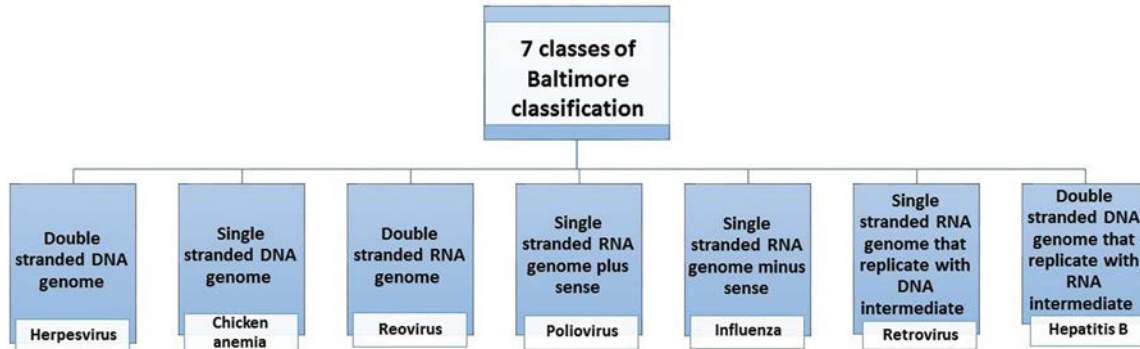 7 classes of
Baltimore
classification
Double
stranded DNA
genome
Herpesvirus
Single
stranded DNA
genome
Chicken
anemia
Double
stranded RNA
genome
Reovirus
Single
stranded RNA
genome plus
sense
Poliovirus
Single
stranded RNA
genome minus
sense
Influenza
Single
stranded RNA
genome that
replicate with
DNA
intermediate
Retrovirus
Double
stranded DNA
genome that
replicate with
RNA
intermediate
Hepatitis B